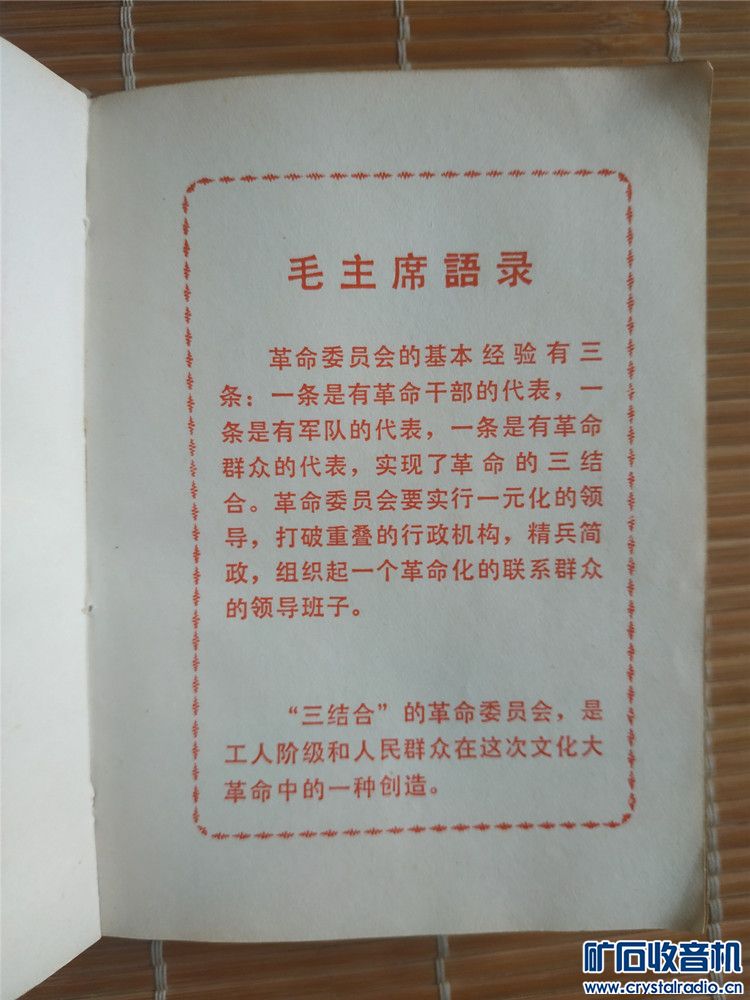 毛主席語录
革命委员会的基本经验有三
条：一条是有革命干部的代表，一
条是有军队的代表，一条是有革命
群众的代表，实现了革命的三结
合。革命委员会要实行一元化的领
导，打破重叠的行政机构，精兵简
政，组织起一个革命化的联系群众
的领导班子。
“三结合”的革命委员会，是
工人阶级和人民群众在这次文化大
革命中的一种创造。
矿石收音机
www.crystalradio.cn